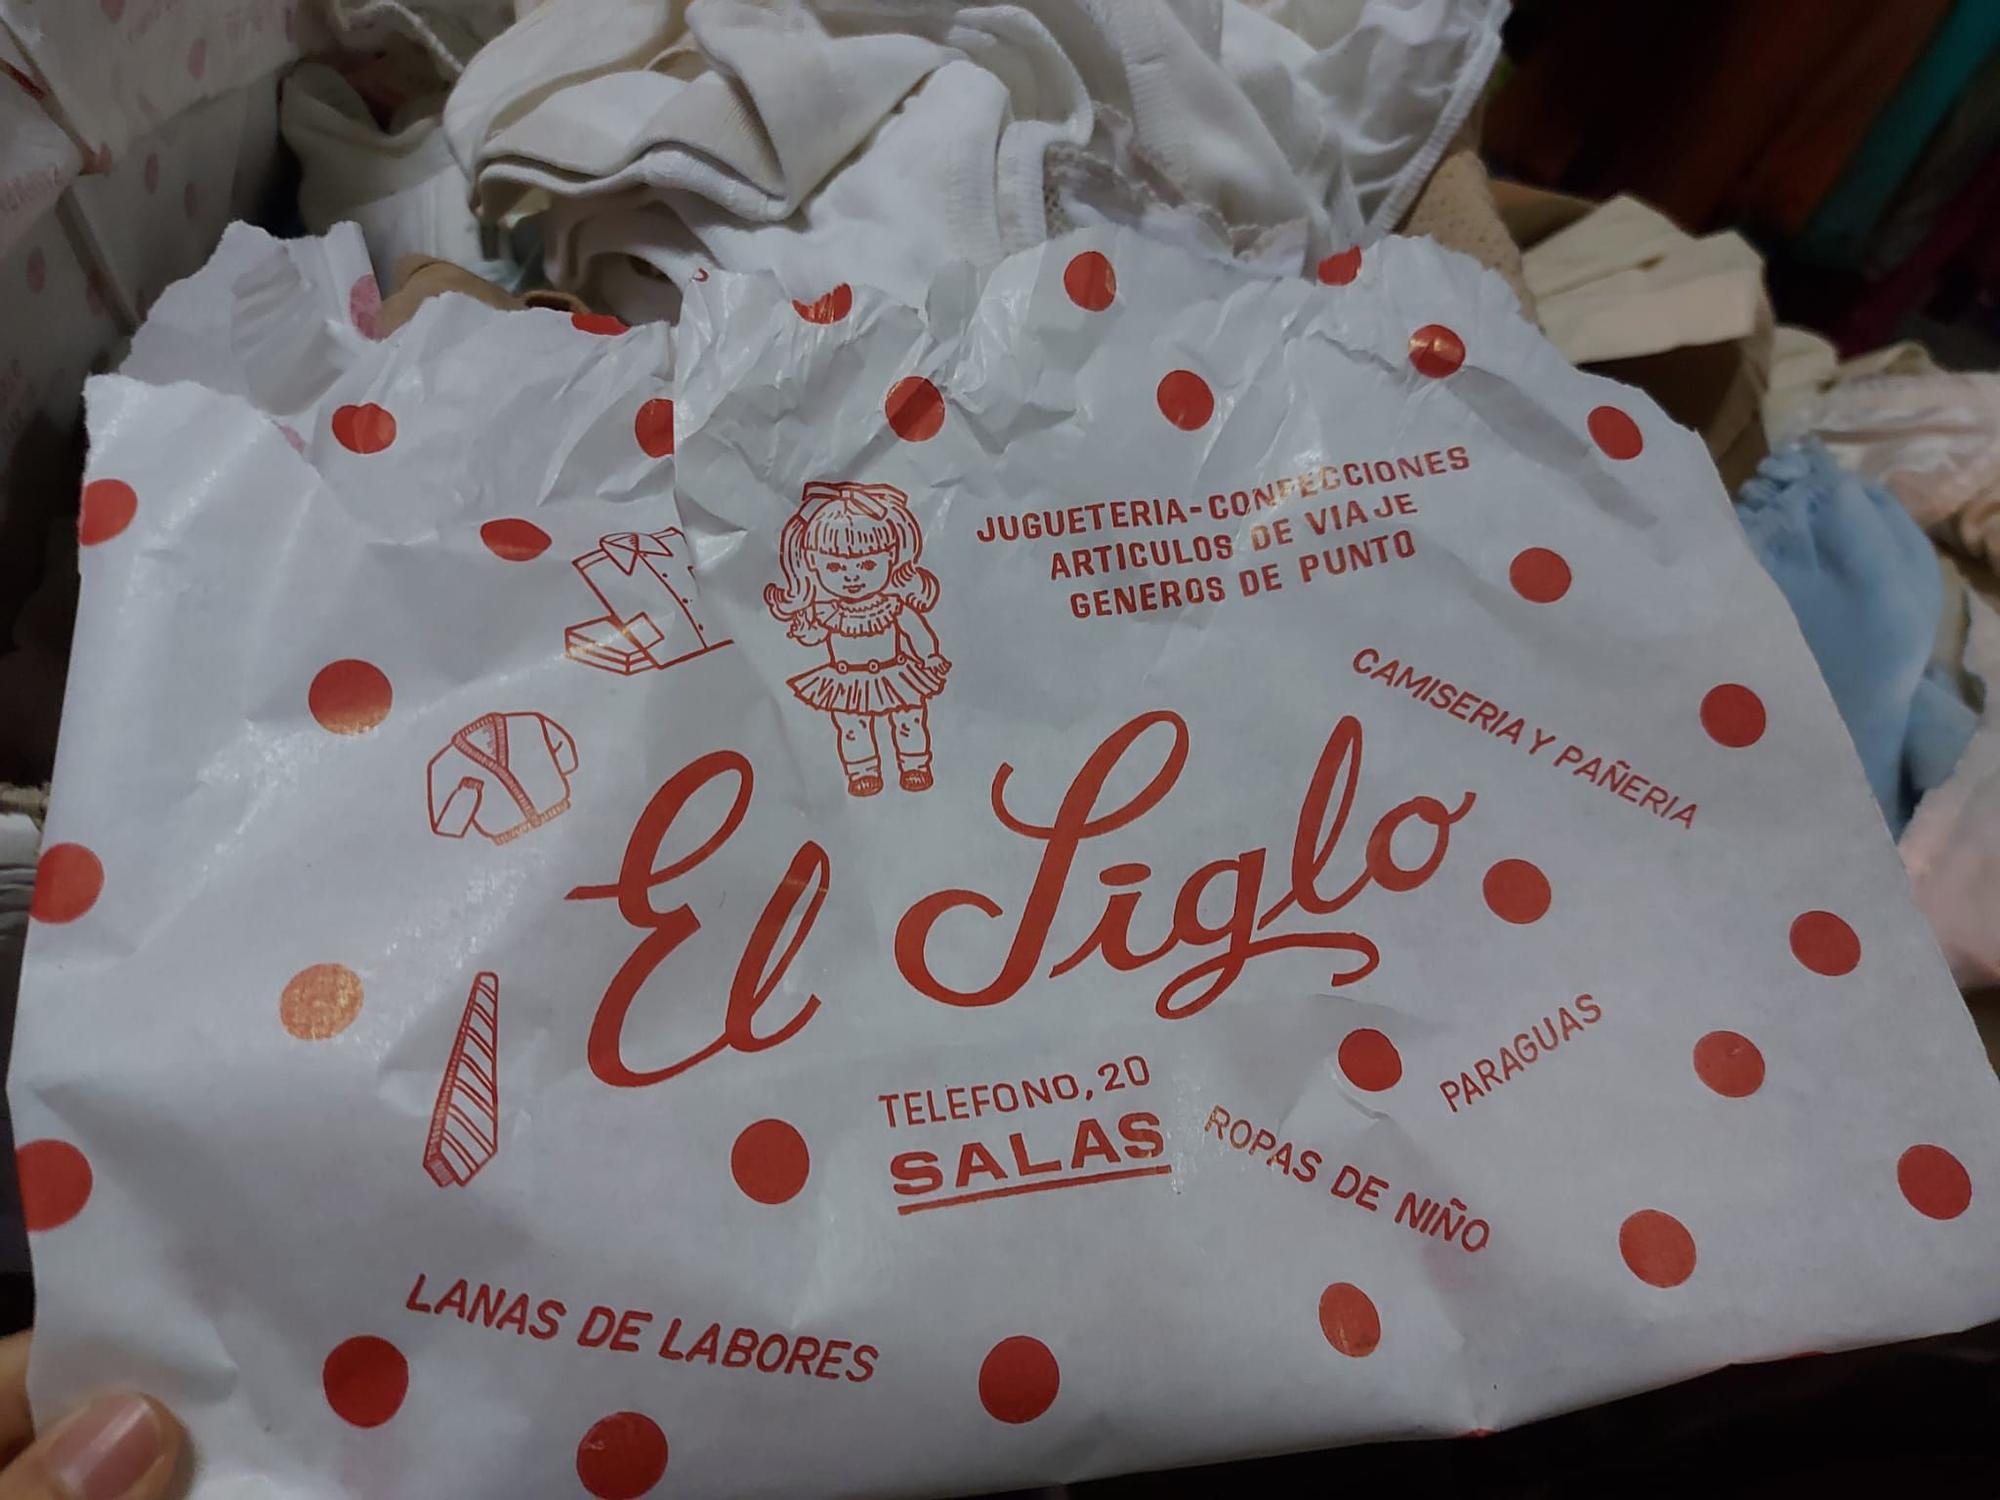 JUGUETERIA-CONFECCIONES
ARTICULOS DE VIAJE
GENEROS DE PUNTO
CAMISERIA Y PAÑERIA
El Siglo
TELEFONO, 20
SALAS
PARAGUAS
ROPAS DE NIÑO
LANAS DE LABORES